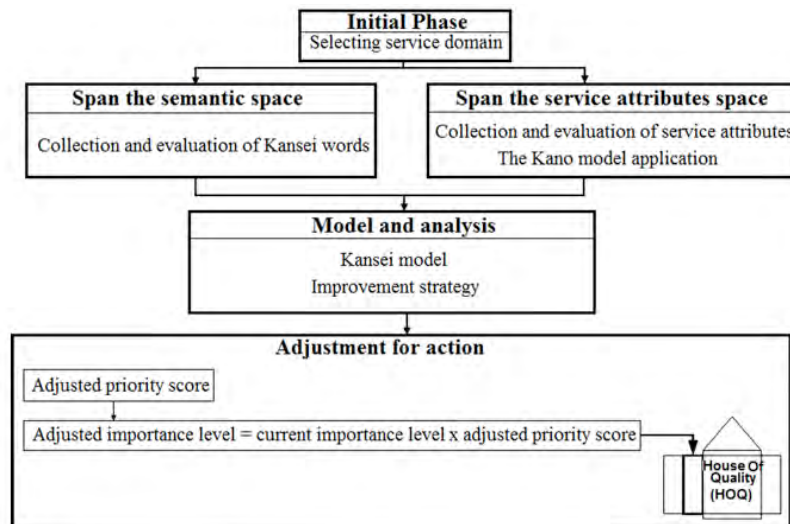 Initial Phase
Selecting service domain
Span the semantic space
Collection and evaluation of Kansei words
Span the service attributes space
Collection and evaluation of service attributes
The Kano model application
Model and analysis
Kansei model
Improvement strategy
Adjustment for action
Adjusted priority score
Adjusted importance level = current importance level x adjusted priority score
House Of
Quality
(HOQ)